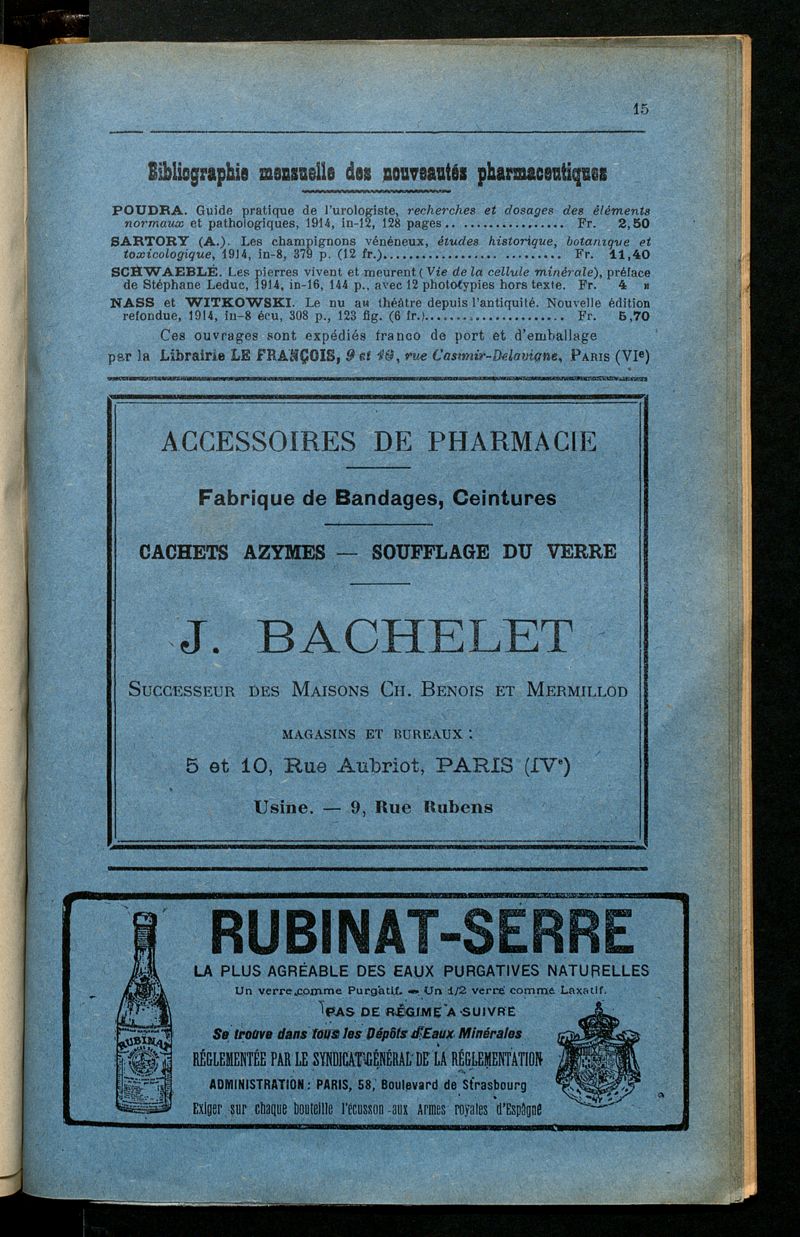 15
Bibliographie mensuelle des nouveautés pharmaceutiques
POUDRA. Guide pratique de l'urologiste, recherches et dosages des éléments
normaux et pathologiques, 1914, in-12, 128 pages .................. Fr. 2,50
SARTORY (A.). Les champignons vénéneux, études historique, botanique et
toxicologique, 1914, in-8, 379 p. (12 fr.)............................ Fr. 11,40
SCHWAEBLÉ. Les pierres vivent et meurent (Vie de la cellule minérale), préface
de Stéphane Leduc, 1914, in-16, 144 p., avec 12 phototypies hors texte. Fr. 4 »
NASS et WITKOWSKI. Le nu au théâtre depuis l'antiquité. Nouvelle édition
refondue, 1914, in-8 écu, 308 p., 123 fig. (6 fr.)...................... Fr. 5,70
Ces ouvrages sont expédiés franco de port et d'emballage
par la Librairie LE FRANÇOIS, 9 et 10, rue Casimir-Delavigne, PARIS (VIe)
ACCESSOIRES DE PHARMACIE
Fabrique de Bandages, Ceintures
CACHETS AZYMES — SOUFFLAGE DU VERRE
J. BACHELET
SUCCESSEUR DES MAISONS CH. BENOIS ET MERMILLOD
MAGASINS ET BUREAUX :
5 et 10, Rue Aubriot, PARIS (IVe)
Usine. — 9, Rue Rubens
RUBINAT-SERRE
LA PLUS AGRÉABLE DES EAUX PURGATIVES NATURELLES
Un verre comme Purgatif. — Un 1/2 verre comme Laxatif.
PAS DE RÉGIME A SUIVRE
Se trouve dans tous les Dépôts d'Eaux Minérales
RUBINAT
RÉGLEMENTÉE PAR LE SYNDICAT GÉNÉRAL DE LA RÉGLEMENTATION
ADMINISTRATION : PARIS, 58, Boulevard de Strasbourg
Exiger sur chaque bouteille l'écusson aux Armes royales d'Espagne